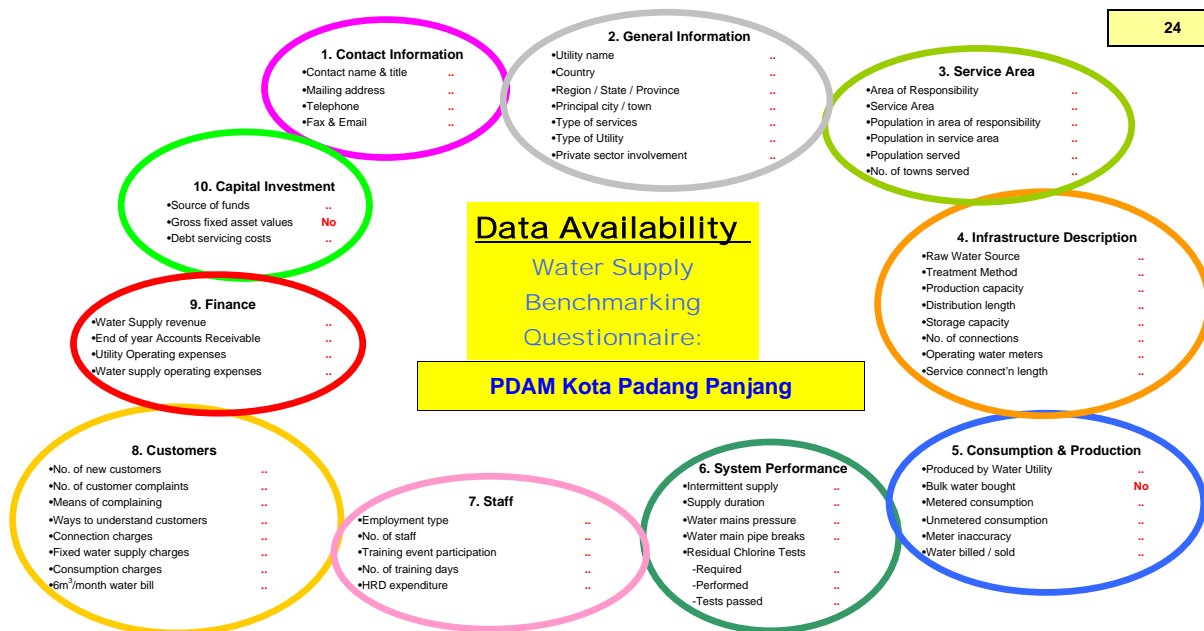 24
1. Contact Information
•Contact name & title ..
•Mailing address ..
•Telephone ..
•Fax & Email ..
2. General Information
•Utility name ..
•Country ..
•Region / State / Province ..
•Principal city / town ..
•Type of services ..
•Type of Utility ..
•Private sector involvement ..
3. Service Area
•Area of Responsibility ..
•Service Area ..
•Population in area of responsibility ..
•Population in service area ..
•Population served ..
•No. of towns served ..
10. Capital Investment
•Source of funds ..
•Gross fixed asset values No
•Debt servicing costs ..
Data Availability
Water Supply
Benchmarking
Questionnaire:
PDAM Kota Padang Panjang
4. Infrastructure Description
•Raw Water Source ..
•Treatment Method ..
•Production capacity ..
•Distribution length ..
•Storage capacity ..
•No. of connections ..
•Operating water meters ..
•Service connect'n length ..
9. Finance
•Water Supply revenue ..
•End of year Accounts Receivable ..
•Utility Operating expenses ..
•Water supply operating expenses ..
8. Customers
•No. of new customers ..
•No. of customer complaints ..
•Means of complaining ..
•Ways to understand customers ..
•Connection charges ..
•Fixed water supply charges ..
•Consumption charges ..
•6m³/month water bill ..
7. Staff
•Employment type ..
•No. of staff ..
•Training event participation ..
•No. of training days ..
•HRD expenditure ..
6. System Performance
•Intermittent supply ..
•Supply duration ..
•Water mains pressure ..
•Water main pipe breaks ..
•Residual Chlorine Tests
-Required ..
-Performed ..
-Tests passed ..
5. Consumption & Production
•Produced by Water Utility ..
•Bulk water bought No
•Metered consumption ..
•Unmetered consumption ..
•Meter inaccuracy ..
•Water billed / sold ..